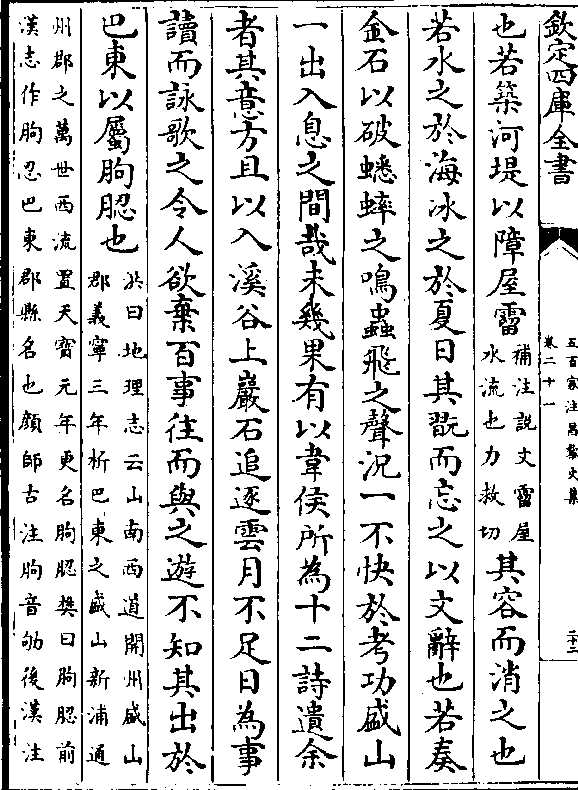 欽定四庫全書
五百家注昌黎文集
卷二十一
也若築河堤以障屋霤補注説文霤屋
水流也力救切其容而消之也
若水之於海冰之於夏日其翫而忘之以文辭也若奏
金石以破蟋蟀之鳴蟲飛之聲況一不快於考功盛山
一出入息之間哉未幾果有以韋侯所為十二詩遺余
者其意方且以入溪谷上巖石追逐雲月不足日為事
讀而詠歌之令人欲棄百事往而與之遊不知其出於
巴東以屬朐䏰也洪曰地理志云山南西道開州盛山
郡義寧三年析巴東之盛山新浦通
州郡之萬世西流置天寶元年更名朐䏰樊曰朐䏰前
漢志作朐忍巴東郡縣名也顔師古注朐音劬後漢注